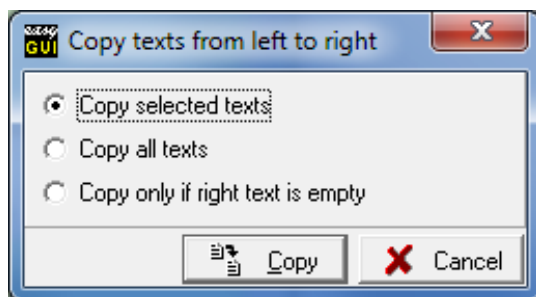 easy
GUI
Copy texts from left to right
Copy selected texts
Copy all texts
Copy only if right text is empty
Copy
Cancel